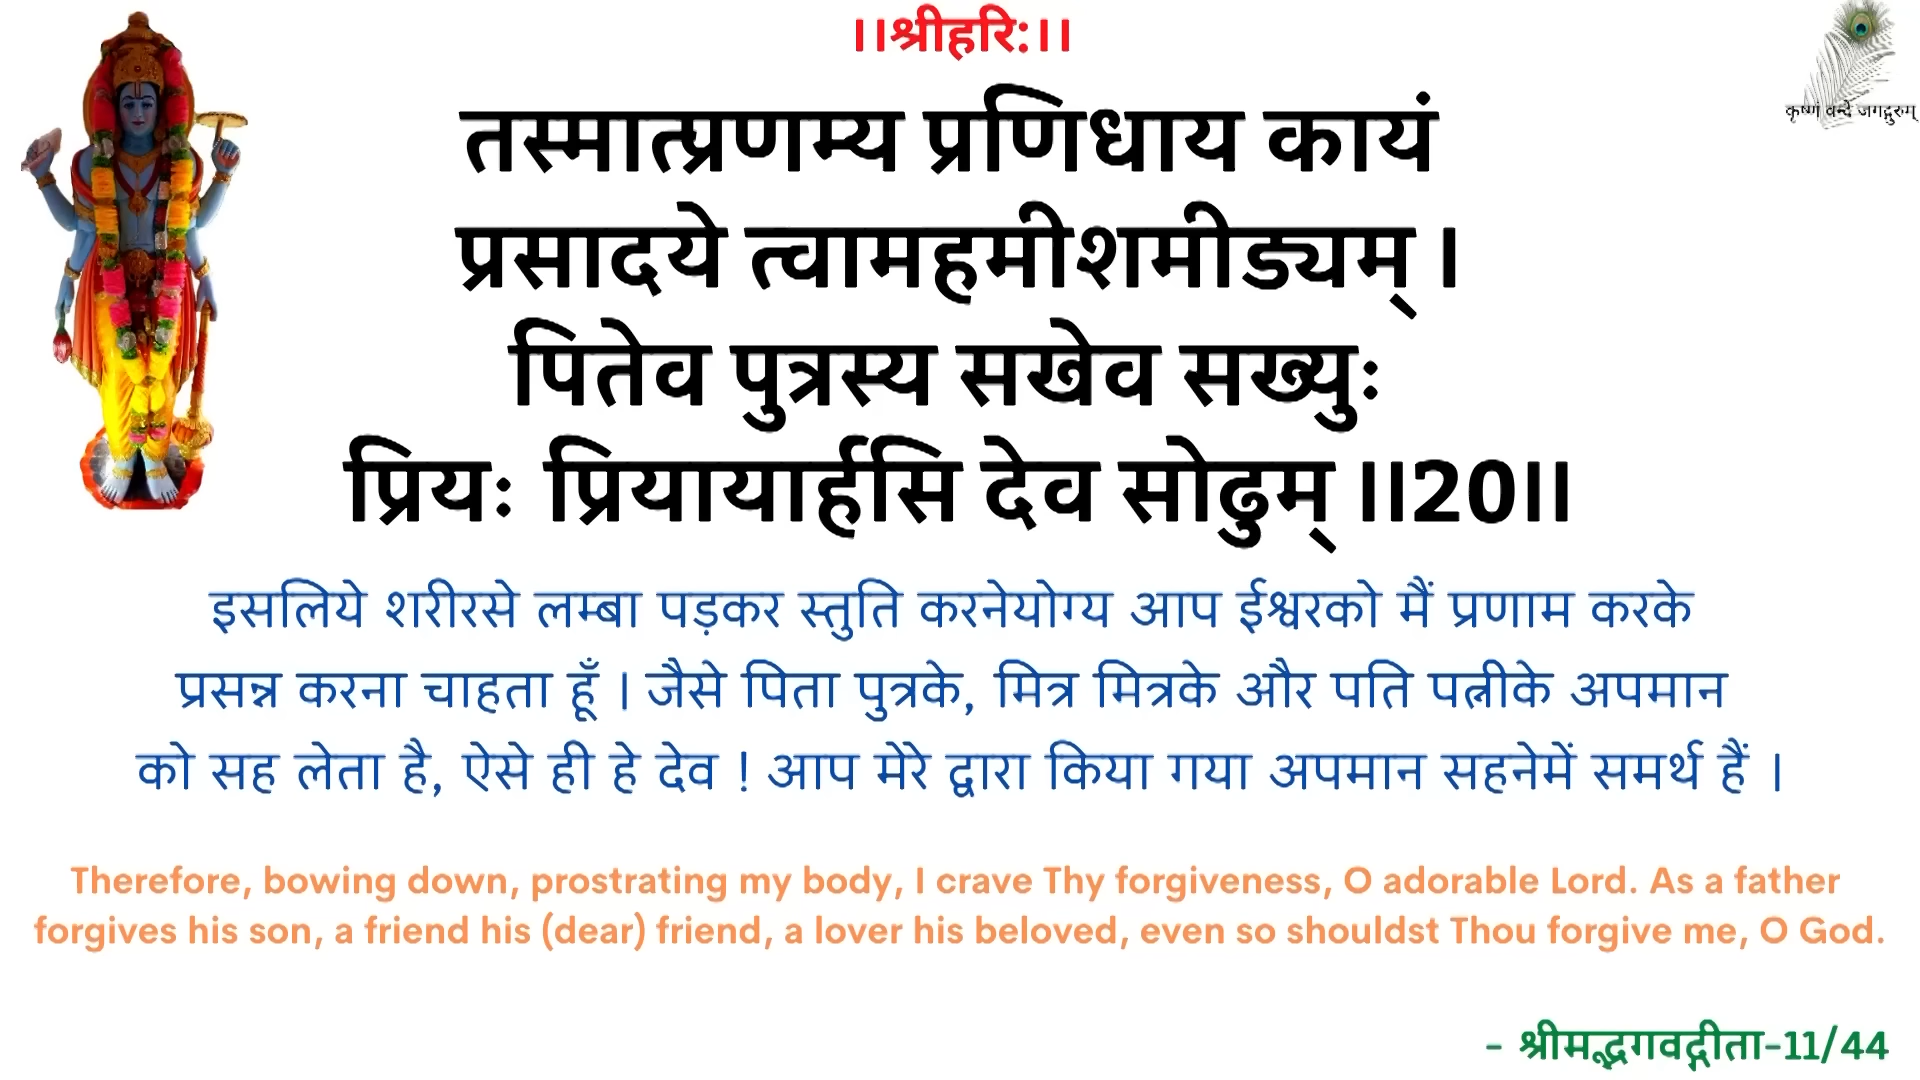 ।।श्रीहरि:।।
कृष्णं वन्दे जगद्गुरुम्
तस्मात्प्रणम्य प्रणिधाय कायं
प्रसादये त्वामहमीशमीड्यम् ।
पितेव पुत्रस्य सखेव सख्युः
प्रियः प्रियायार्हसि देव सोढुम् ।।20।।
इसलिये शरीरसे लम्बा पड़कर स्तुति करनेयोग्य आप ईश्वरको मैं प्रणाम करके
प्रसन्न करना चाहता हूँ । जैसे पिता पुत्रके, मित्र मित्रके और पति पत्नीके अपमान
को सह लेता है, ऐसे ही हे देव ! आप मेरे द्वारा किया गया अपमान सहनेमें समर्थ हैं ।
Therefore, bowing down, prostrating my body, I crave Thy forgiveness, O adorable Lord. As a father
forgives his son, a friend his (dear) friend, a lover his beloved, even so shouldst Thou forgive me, O God.
- श्रीमद्भगवद्गीता-11/44